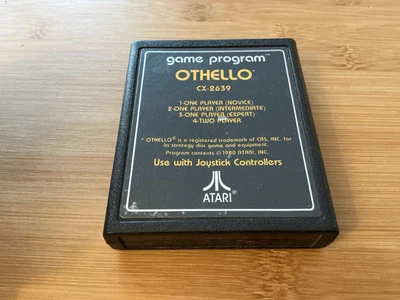 game program™
OTHELLO®
CX-2639
1-ONE PLAYER (NOVICE)
2-ONE PLAYER (INTERMEDIATE)
3-ONE PLAYER (EXPERT)
4-TWO PLAYER
* OTHELLO® is a registered trademark of CBS, INC. for
its strategy disc game and equipment.
Program contents © 1980 ATARI, INC.
Use with Joystick Controllers
ATARI